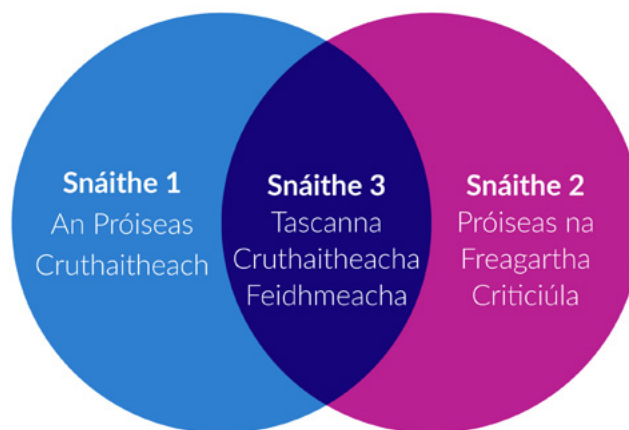 Snáithe 1
An Próiseas
Cruthaitheach
Snáithe 3
Tascanna
Cruthaitheacha
Feidhmeacha
Snáithe 2
Próiseas na
Freagartha
Criticiúla